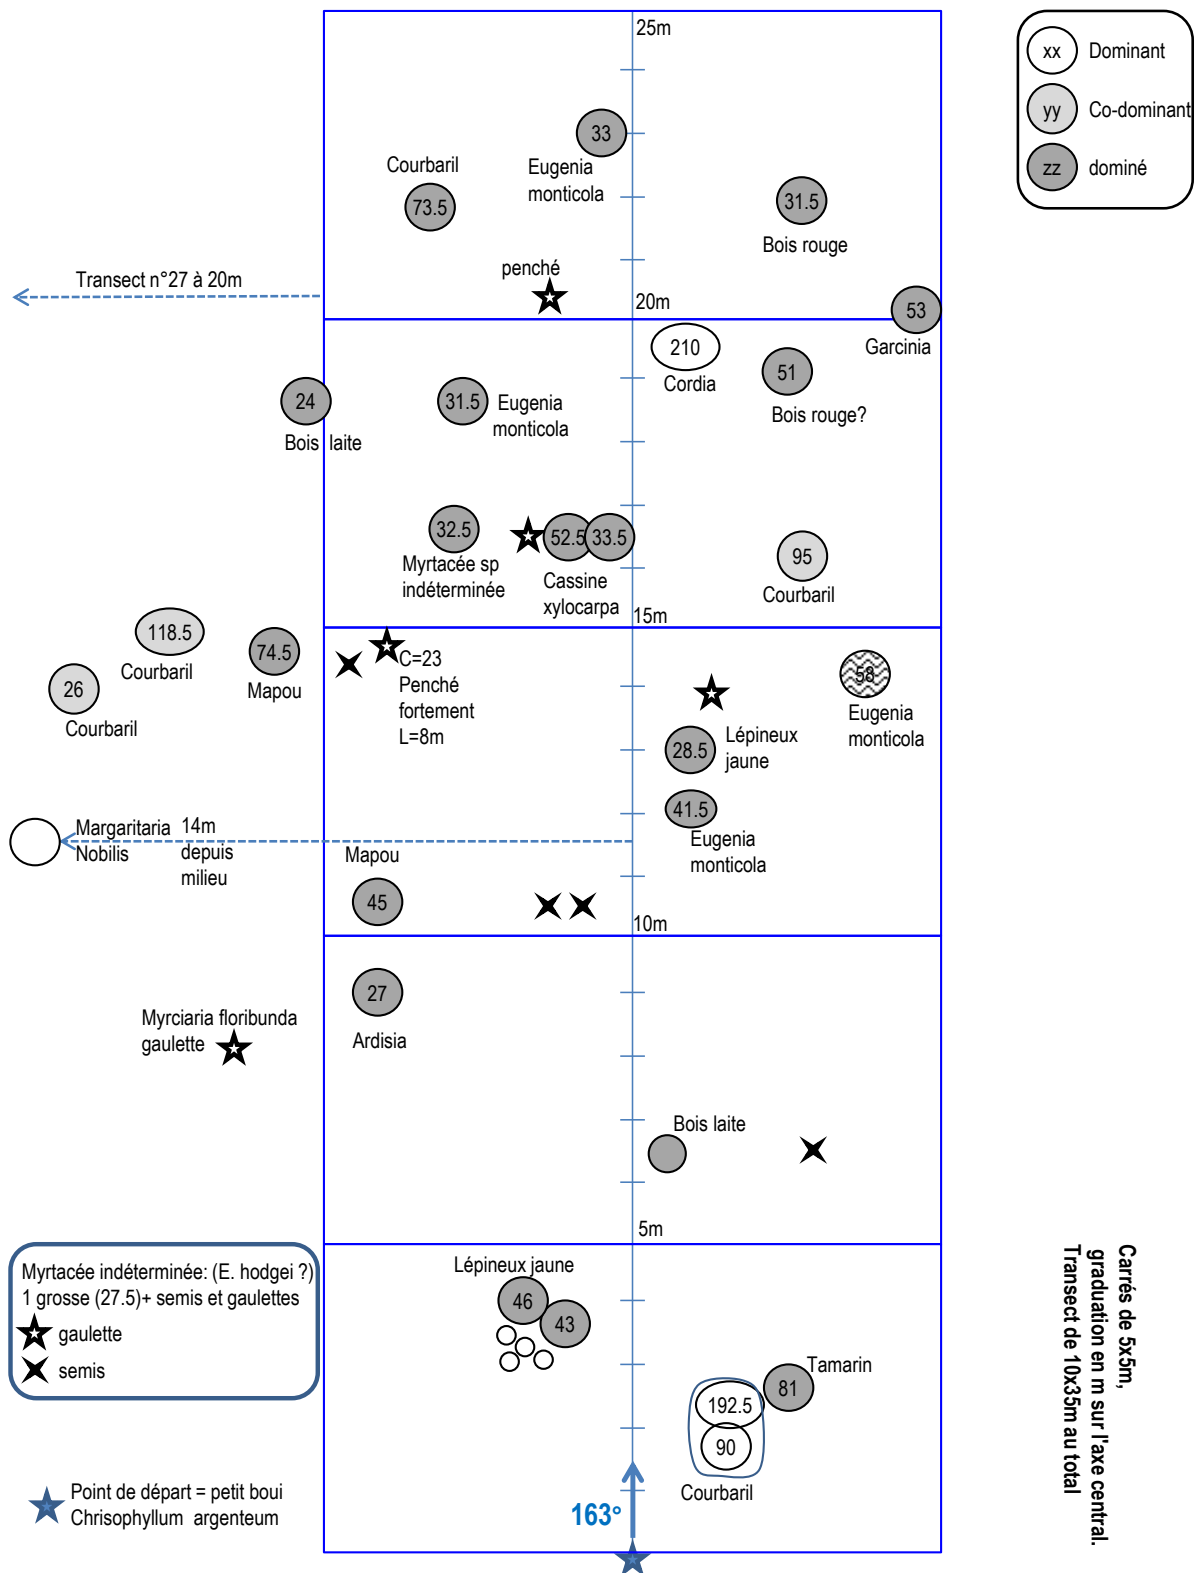 25m
xx Dominant
yy Co-dominant
zz dominé
33
Eugenia
monticola
Courbaril
73.5
31.5
Bois rouge
penché
Transect n°27 à 20m
20m
53
Garcinia
210
Cordia
51
Bois rouge?
24
Bois laite
31.5
Eugenia
monticola
32.5
Myrtacée sp
indéterminée
52.5
33.5
Cassine
xylocarpa
95
Courbaril
15m
118.5
Courbaril
74.5
Mapou
26
Courbaril
C=23
Penché
fortement
L=8m
58
Eugenia
monticola
28.5
Lépineux
jaune
41.5
Eugenia
monticola
Margaritaria
Nobilis
14m
depuis
milieu
Mapou
45
10m
27
Ardisia
Myrciaria floribunda
gaulette
Bois laite
5m
Myrtacée indéterminée: (E. hodgei ?)
1 grosse (27.5)+ semis et gaulettes
gaulette
semis
Lépineux jaune
46
43
Tamarin
81
192.5
90
Courbaril
163°
Point de départ = petit boui
Chrisophyllum argenteum
Carrés de 5x5m,
graduation en m sur l'axe central.
Transect de 10x35m au total